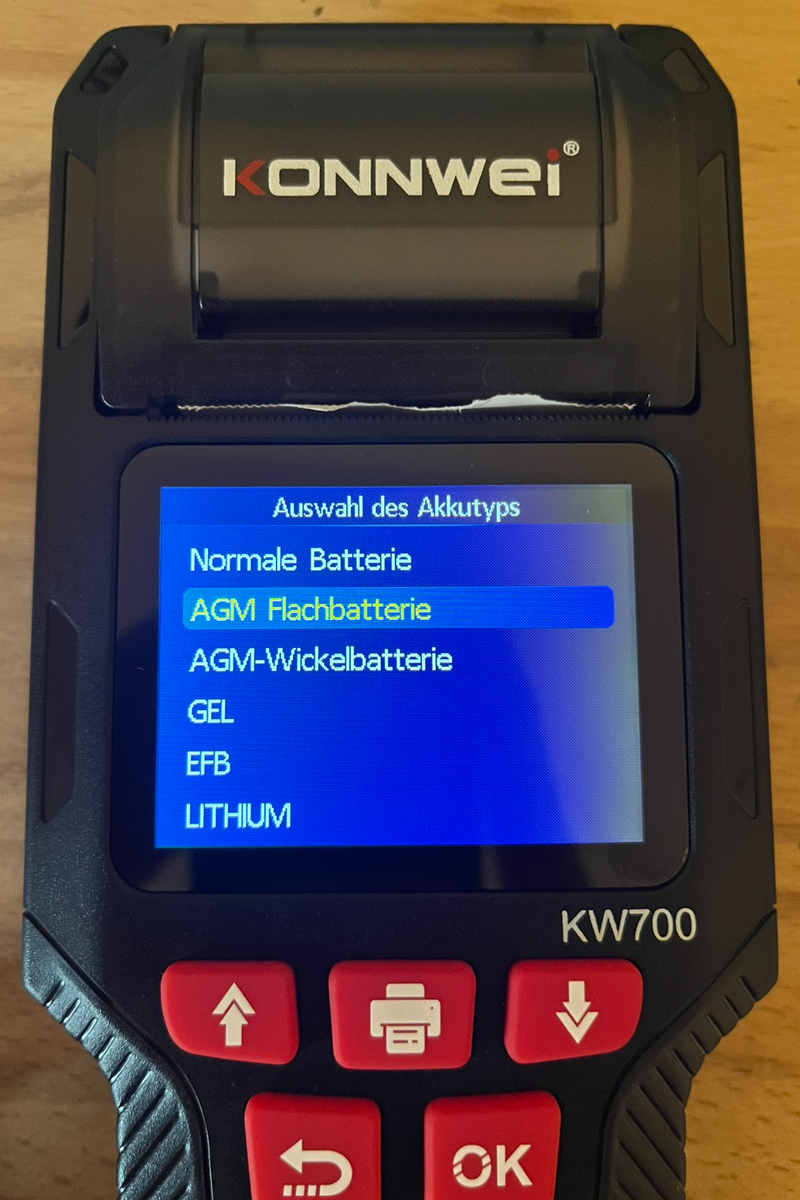 KONNWEI®
Auswahl des Akkutyps
Normale Batterie
AGM Flachbatterie
AGM-Wickelbatterie
GEL
EFB
LITHIUM
KW700
OK